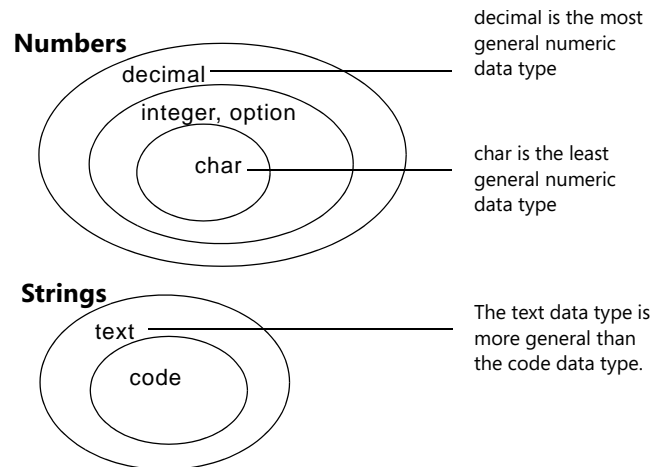 Numbers
decimal
integer, option
char
decimal is the most
general numeric
data type
char is the least
general numeric
data type
Strings
text
code
The text data type is
more general than
the code data type.